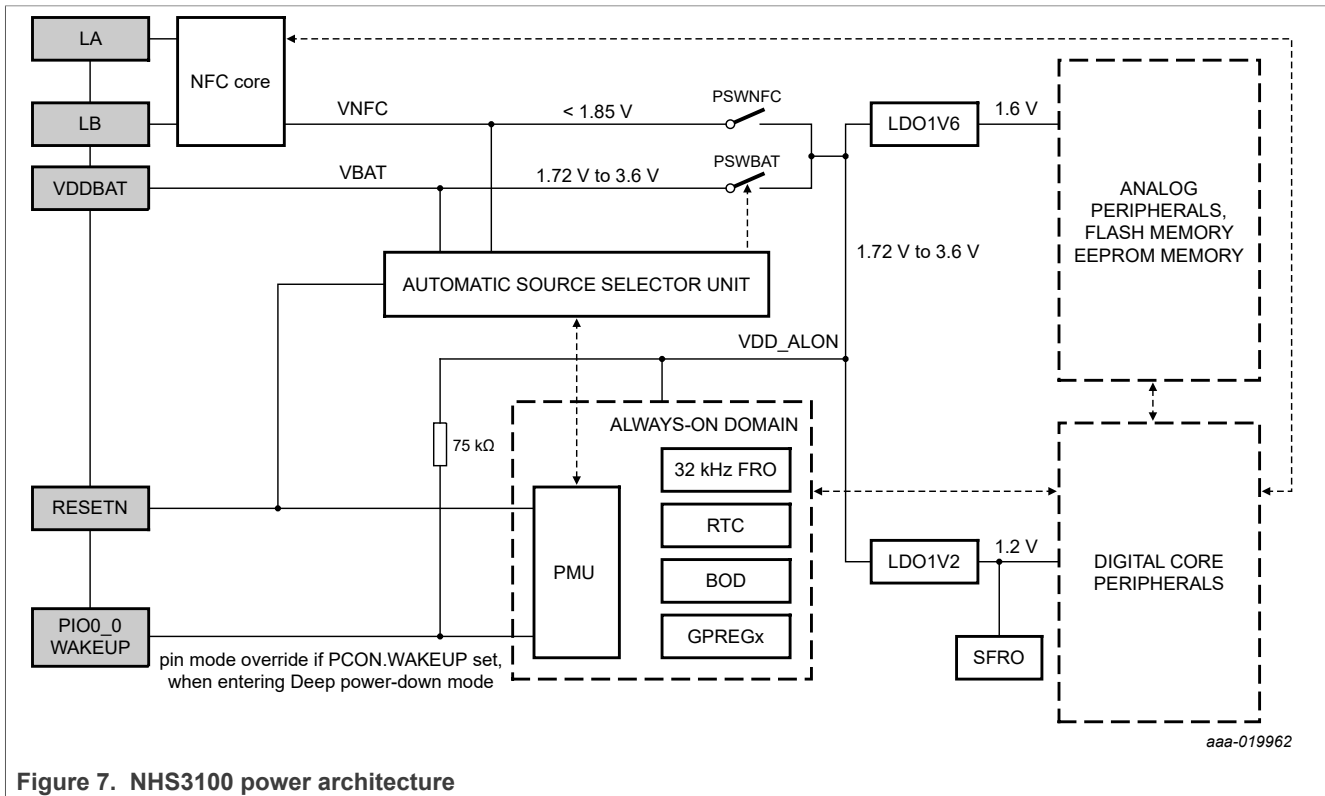 LA
NFC core
LB
VDDBAT
VNFC
< 1.85 V
PSWNFC
VBAT
1.72 V to 3.6 V
PSWBAT
LDO1V6
1.6 V
ANALOG
PERIPHERALS,
FLASH MEMORY
EEPROM MEMORY
1.72 V to 3.6 V
AUTOMATIC SOURCE SELECTOR UNIT
VDD_ALON
75 kΩ
ALWAYS-ON DOMAIN
32 kHz FRO
RTC
BOD
GPREGx
PMU
RESETN
PIO0_0
WAKEUP
pin mode override if PCON.WAKEUP set,
when entering Deep power-down mode
LDO1V2
1.2 V
SFRO
DIGITAL CORE
PERIPHERALS
aaa-019962
Figure 7. NHS3100 power architecture